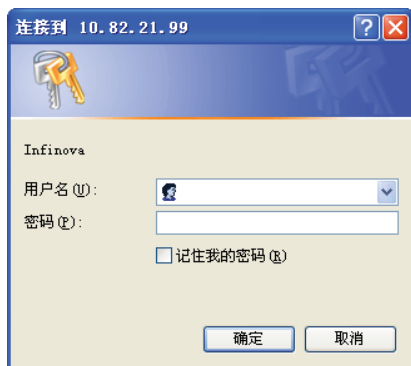 连接到 10.82.21.99
Infinova
用户名(U):
密码(P):
记住我的密码(R)
确定 取消